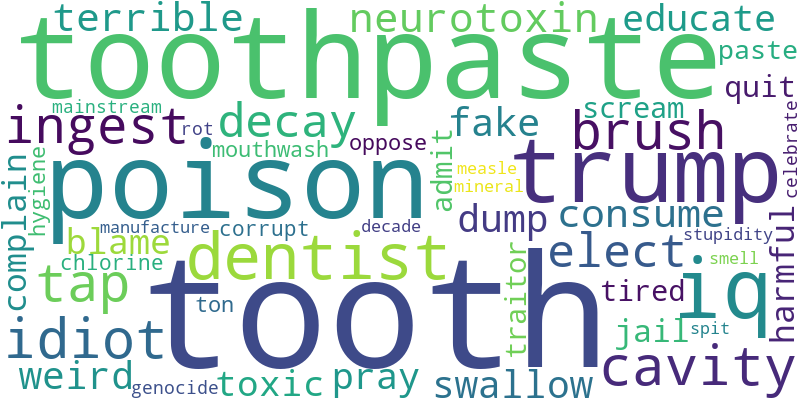 terrible
neurotoxin
educate
toothpaste
paste
quit
mainstream
ingest
rot
decay
mouthwash
oppose
fake
scream
brush
celebrate
hygiene
poison
admit
measle
mineral
trump
complain
manufacture
corrupt
decade
dump
consume
harmful
blame
chlorine
dentist
traitor
elect
stupidity
smell
tap
tooth
ton
tired
iq
idiot
jail
spit
weird
genocide
toxic
pray
swallow
cavity